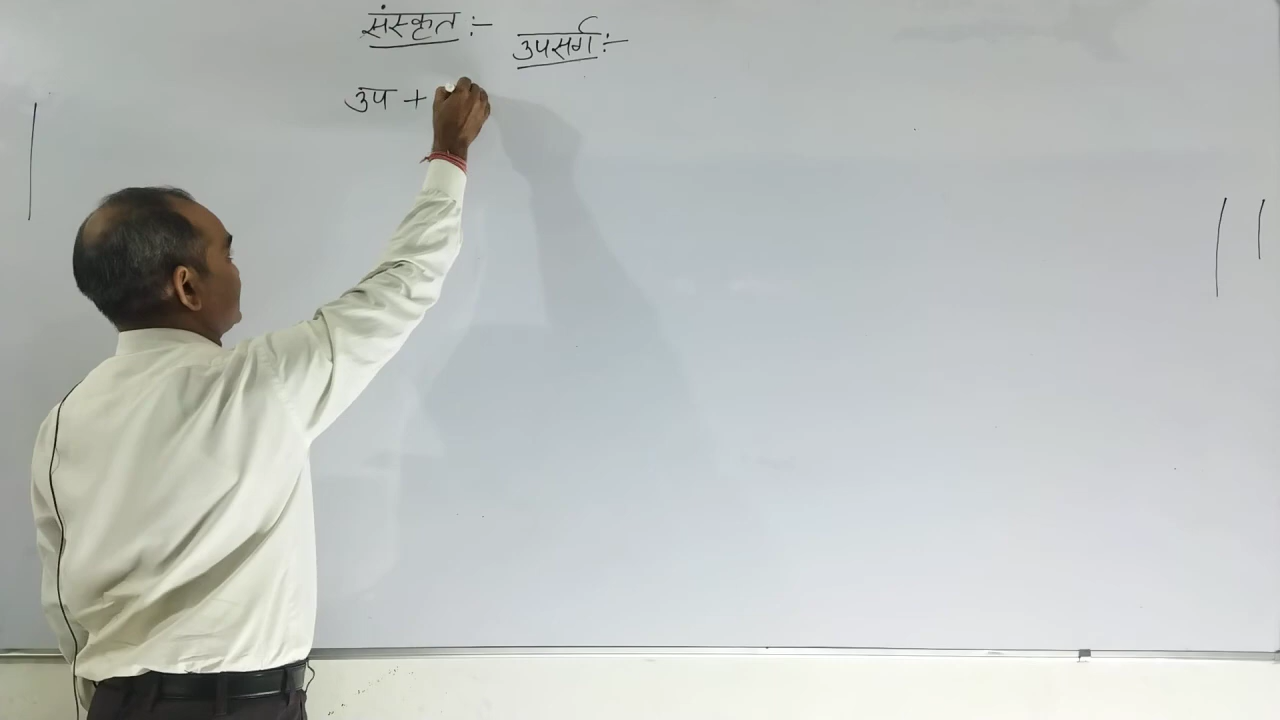 संस्कृत :-
उपसर्ग :-
उप +